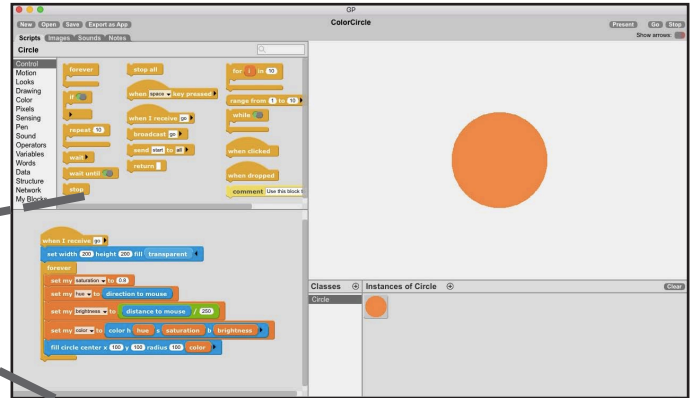 GP
New Open Save Export as App
ColorCircle
Present Go Stop
Scripts Images Sounds Notes
Show arrows:
Circle
Control
Motion
Looks
Drawing
Color
Pixels
Sensing
Pen
Sound
Operators
Variables
Words
Data
Structure
Network
My Blocks
forever
if
repeat 10
wait
wait until
stop
stop all
when space key pressed
when I receive go
broadcast go
send start to all
return
for i in 10
range from 1 to 10
while
when clicked
when dropped
comment Use this block t
when I receive go
set width 200 height 200 fill transparent
forever
set my saturation to 0.8
set my hue to direction to mouse
set my brightness to distance to mouse / 250
set my color to color h hue s saturation b brightness
fill circle center x 100 y 100 radius 100 color
Classes
Circle
Instances of Circle
Clear